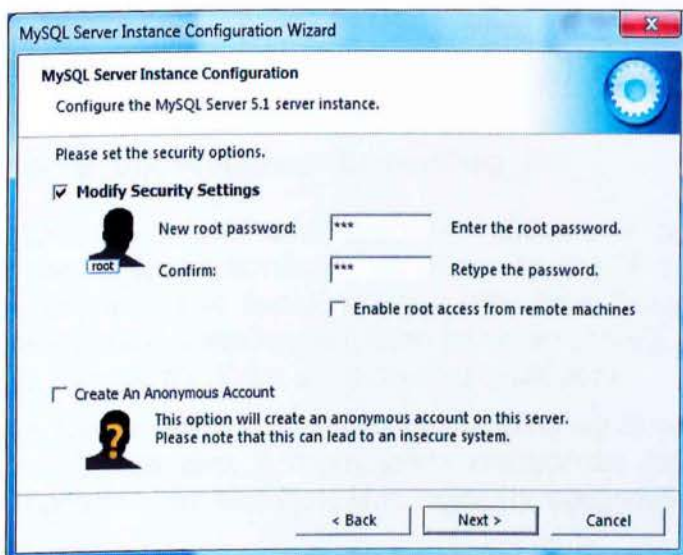 MySQL Server Instance Configuration Wizard
MySQL Server Instance Configuration
Configure the MySQL Server 5.1 server instance.
Please set the security options.
Modify Security Settings
New root password: *** Enter the root password.
root
Confirm: *** Retype the password.
Enable root access from remote machines
Create An Anonymous Account
This option will create an anonymous account on this server.
Please note that this can lead to an insecure system.
< Back Next > Cancel